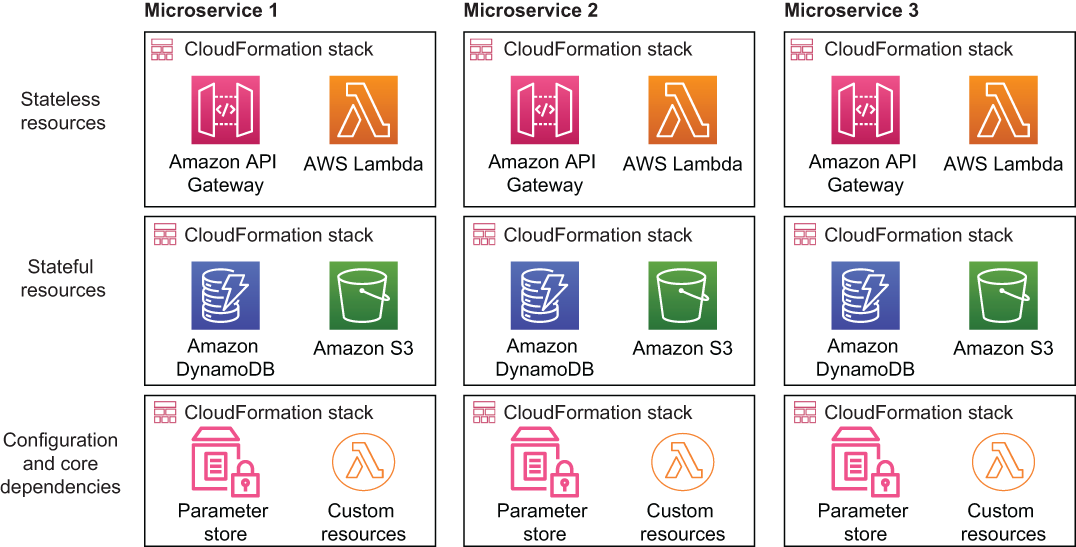 Microservice 1
Microservice 2
Microservice 3
Stateless
resources
CloudFormation stack
Amazon API
Gateway
AWS Lambda
CloudFormation stack
Amazon API
Gateway
AWS Lambda
CloudFormation stack
Amazon API
Gateway
AWS Lambda
Stateful
resources
CloudFormation stack
Amazon
DynamoDB
Amazon S3
CloudFormation stack
Amazon
DynamoDB
Amazon S3
CloudFormation stack
Amazon
DynamoDB
Amazon S3
Configuration
and core
dependencies
CloudFormation stack
Parameter
store
Custom
resources
CloudFormation stack
Parameter
store
Custom
resources
CloudFormation stack
Parameter
store
Custom
resources